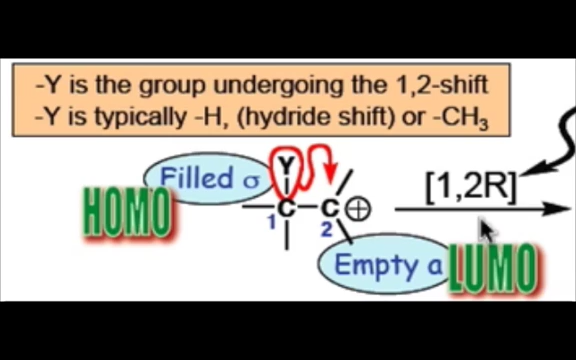 -Y is the group undergoing the 1,2-shift
-Y is typically -H, (hydride shift) or -CH₃
Filled σ
Y
[1,2R]
HOMO
C C ⊕
1 2
Empty a
LUMO